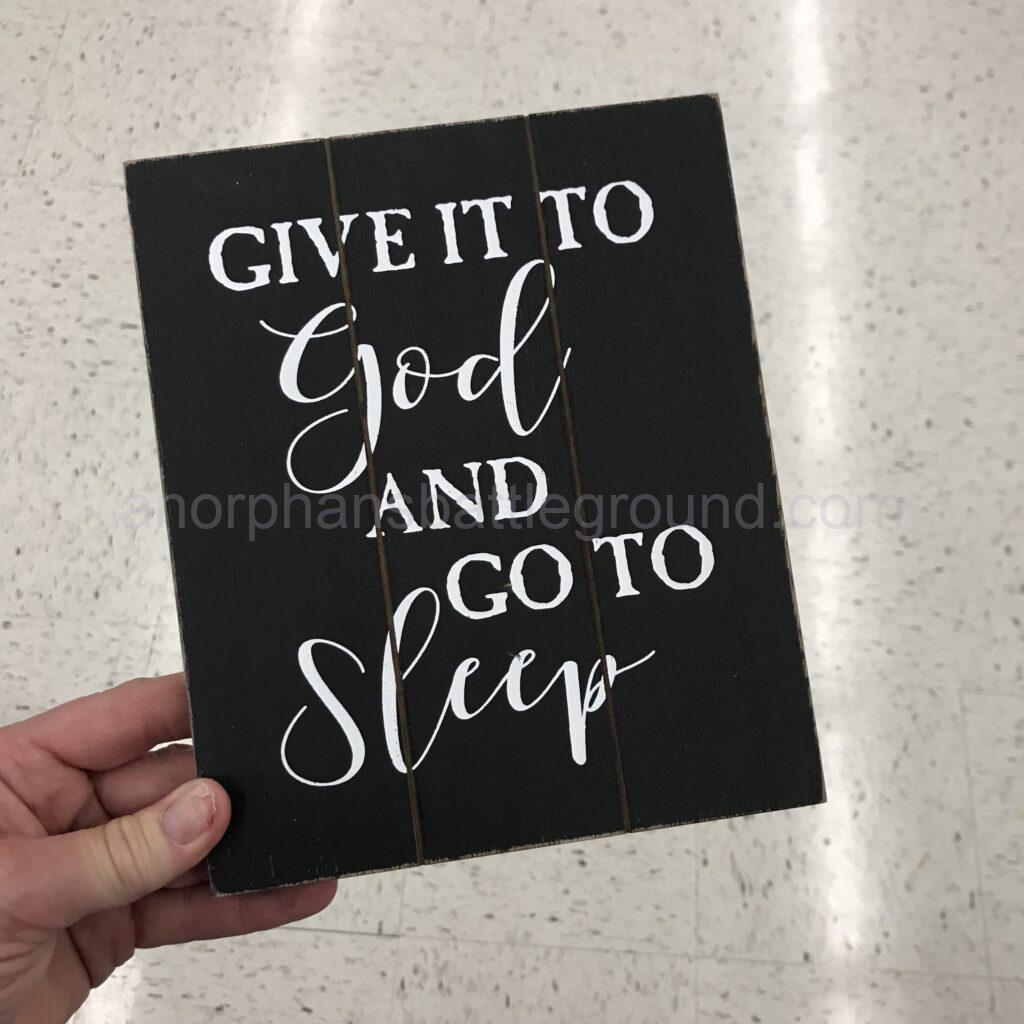 GIVE IT TO
God
AND
anorphansbattleground.com
GO TO
Sleep